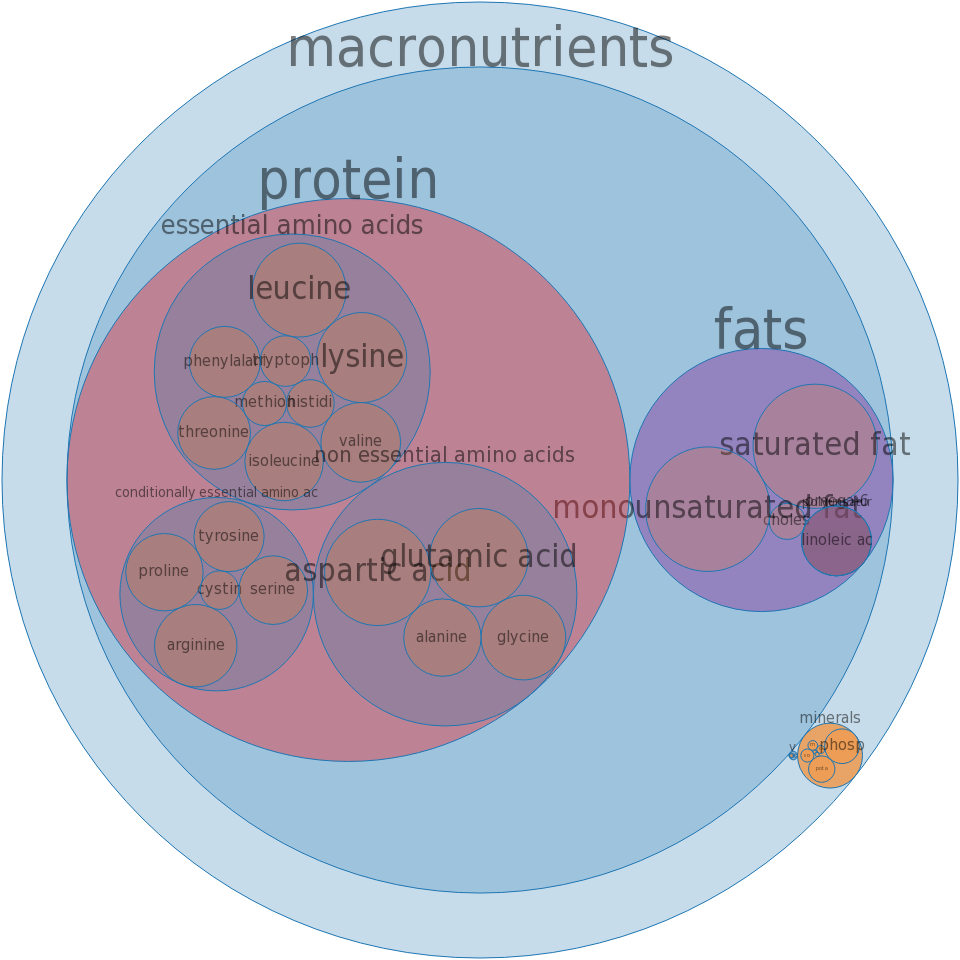 macronutrients
protein
essential amino acids
leucine
phenylalan
tryptoph
lysine
methion
histidi
threonine
isoleucine
valine
non essential amino acids
conditionally essential amino ac
tyrosine
proline
cystin
serine
arginine
aspartic acid
glutamic acid
alanine
glycine
fats
saturated fat
monounsaturated fat
choles
linoleic ac
minerals
phosp
v
pota